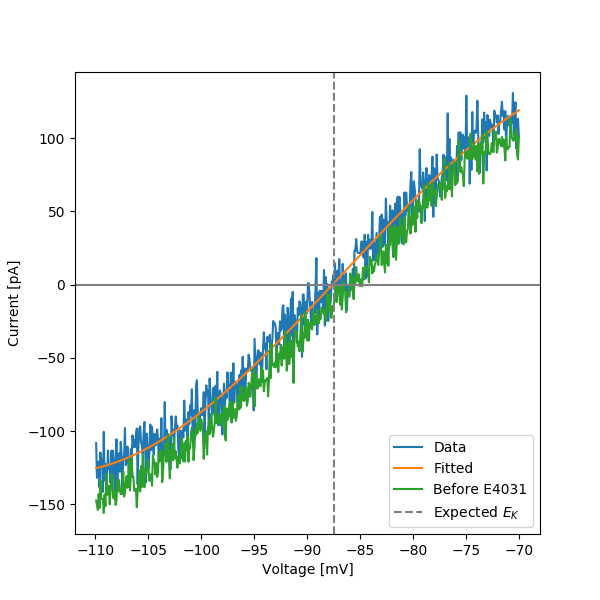 100
50
0
−50
−100
−150
Current [pA]
−110 −105 −100 −95 −90 −85 −80 −75 −70
Voltage [mV]
Data
Fitted
Before E4031
Expected E_K